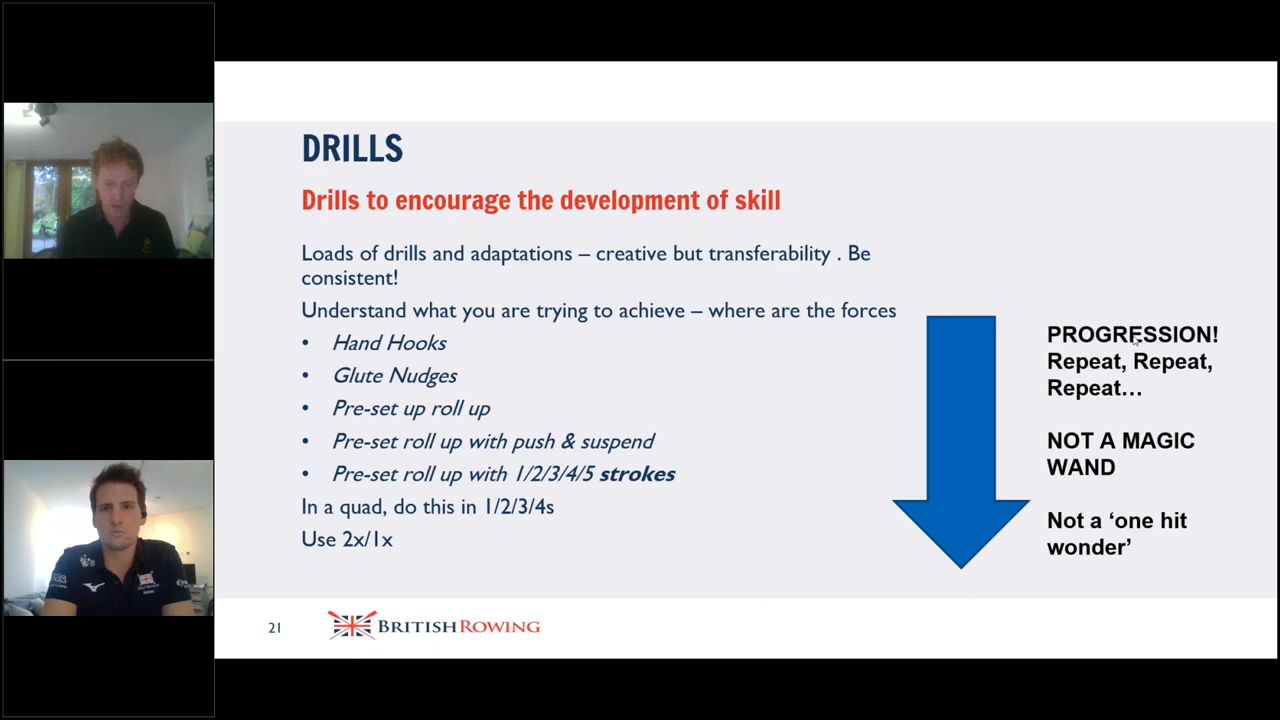 DRILLS
Drills to encourage the development of skill
Loads of drills and adaptations – creative but transferability . Be
consistent!
Understand what you are trying to achieve – where are the forces
• Hand Hooks
• Glute Nudges
• Pre-set up roll up
• Pre-set roll up with push & suspend
• Pre-set roll up with 1/2/3/4/5 strokes
In a quad, do this in 1/2/3/4s
Use 2x/1x
PROGRESSION!
Repeat, Repeat,
Repeat…
NOT A MAGIC
WAND
Not a ‘one hit
wonder’
21
BRITISHROWING